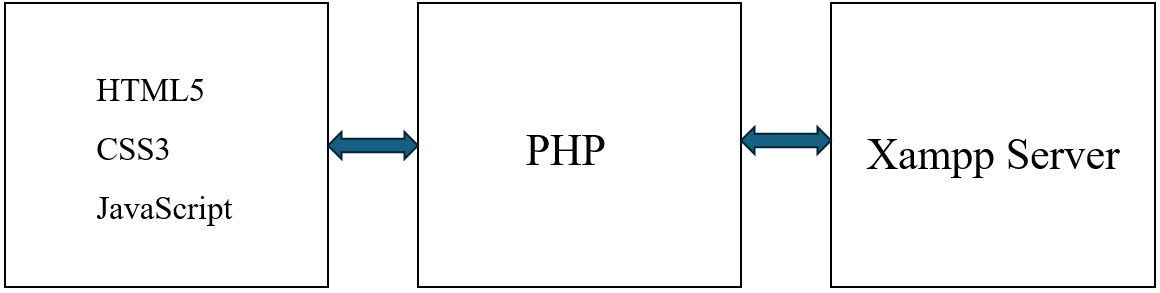 HTML5
CSS3
JavaScript
PHP
Xampp Server